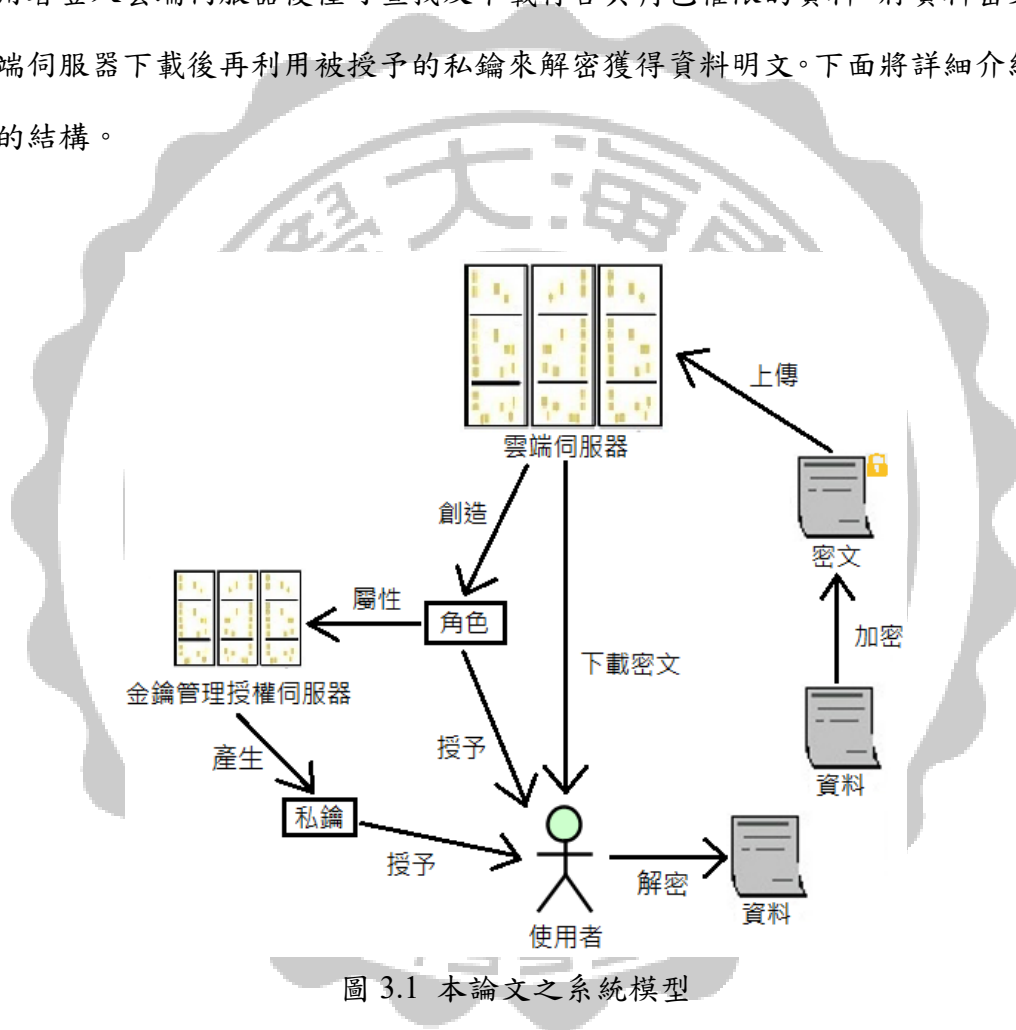 端伺服器下載後再利用被授予的私鑰來解密獲得資料明文。下面將詳細介
的結構。
大海
雲端伺服器
上傳
密文
創造
屬性
角色
加密
下載密文
金鑰管理授權伺服器
資料
產生
授予
私鑰
授予
解密
資料
使用者
圖 3.1 本論文之系統模型